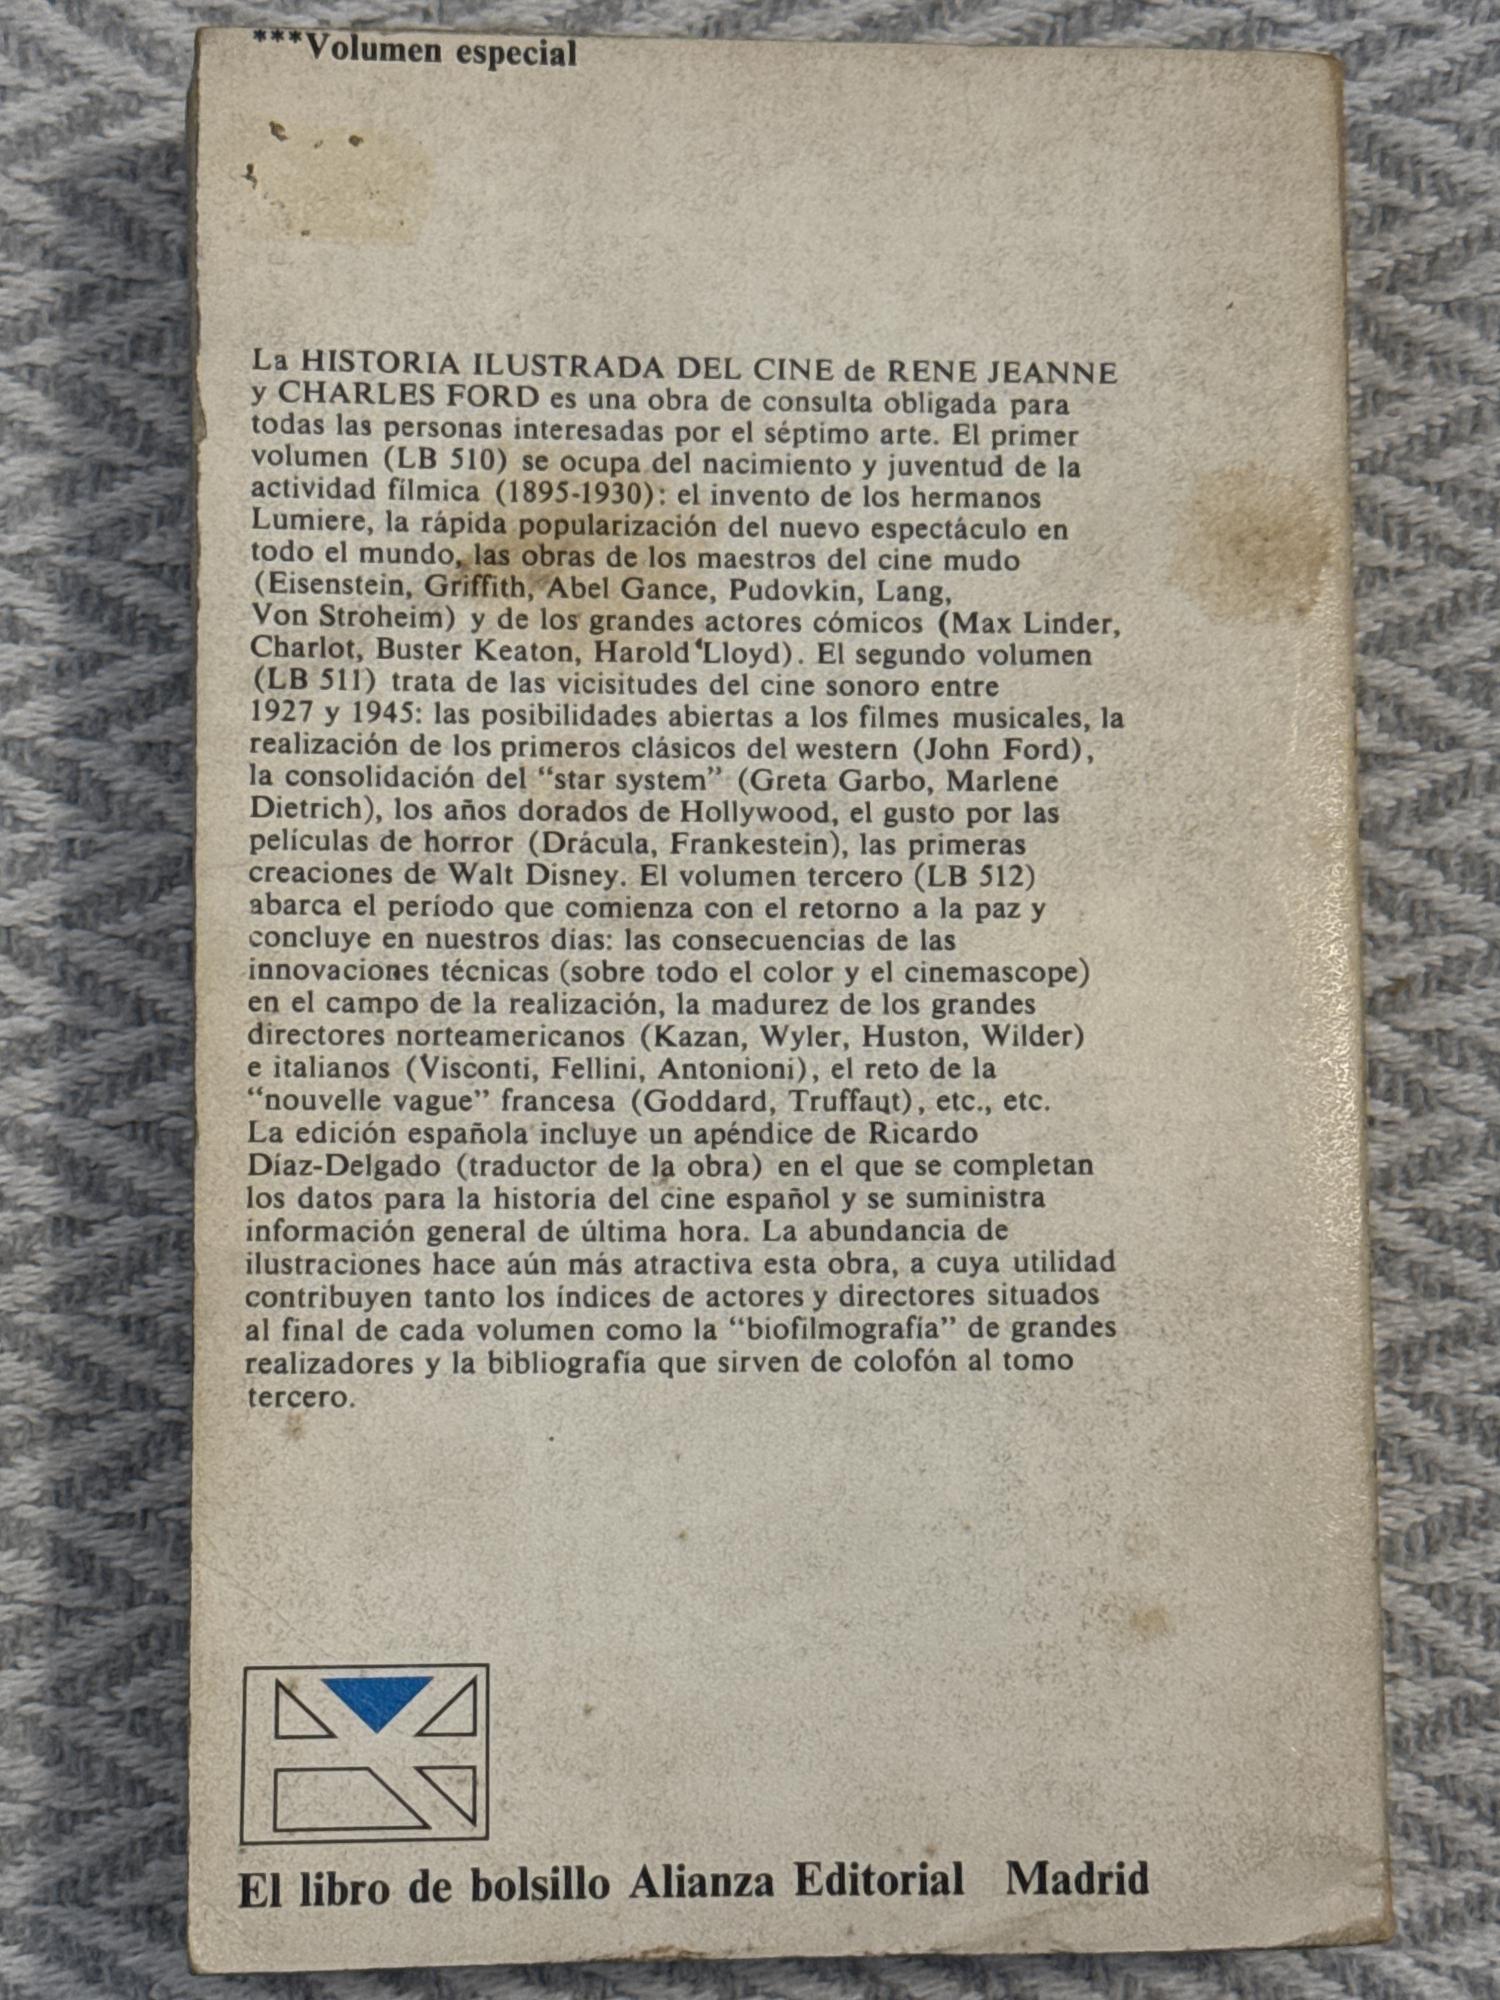 ***Volumen especial
La HISTORIA ILUSTRADA DEL CINE de RENE JEANNE
y CHARLES FORD es una obra de consulta obligada para
todas las personas interesadas por el séptimo arte. El primer
volumen (LB 510) se ocupa del nacimiento y juventud de la
actividad fílmica (1895-1930): el invento de los hermanos
Lumiere, la rápida popularización del nuevo espectáculo en
todo el mundo, las obras de los maestros del cine mudo
(Eisenstein, Griffith, Abel Gance, Pudovkin, Lang,
Von Stroheim) y de los grandes actores cómicos (Max Linder,
Charlot, Buster Keaton, Harold Lloyd). El segundo volumen
(LB 511) trata de las vicisitudes del cine sonoro entre
1927 y 1945: las posibilidades abiertas a los filmes musicales, la
realización de los primeros clásicos del western (John Ford),
la consolidación del “star system” (Greta Garbo, Marlene
Dietrich), los años dorados de Hollywood, el gusto por las
películas de horror (Drácula, Frankestein), las primeras
creaciones de Walt Disney. El volumen tercero (LB 512)
abarca el período que comienza con el retorno a la paz y
concluye en nuestros días: las consecuencias de las
innovaciones técnicas (sobre todo el color y el cinemascope)
en el campo de la realización, la madurez de los grandes
directores norteamericanos (Kazan, Wyler, Huston, Wilder)
e italianos (Visconti, Fellini, Antonioni), el reto de la
“nouvelle vague” francesa (Goddard, Truffaut), etc., etc.
La edición española incluye un apéndice de Ricardo
Díaz-Delgado (traductor de la obra) en el que se completan
los datos para la historia del cine español y se suministra
información general de última hora. La abundancia de
ilustraciones hace aún más atractiva esta obra, a cuya utilidad
contribuyen tanto los índices de actores y directores situados
al final de cada volumen como la “biofilmografía” de grandes
realizadores y la bibliografía que sirven de colofón al tomo
tercero.
El libro de bolsillo Alianza Editorial Madrid